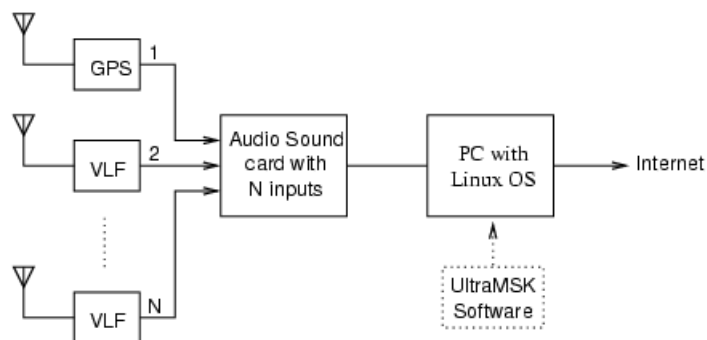 GPS
1
VLF
2
VLF
N
Audio Sound
card with
N inputs
PC with
Linux OS
Internet
UltraMSK
Software